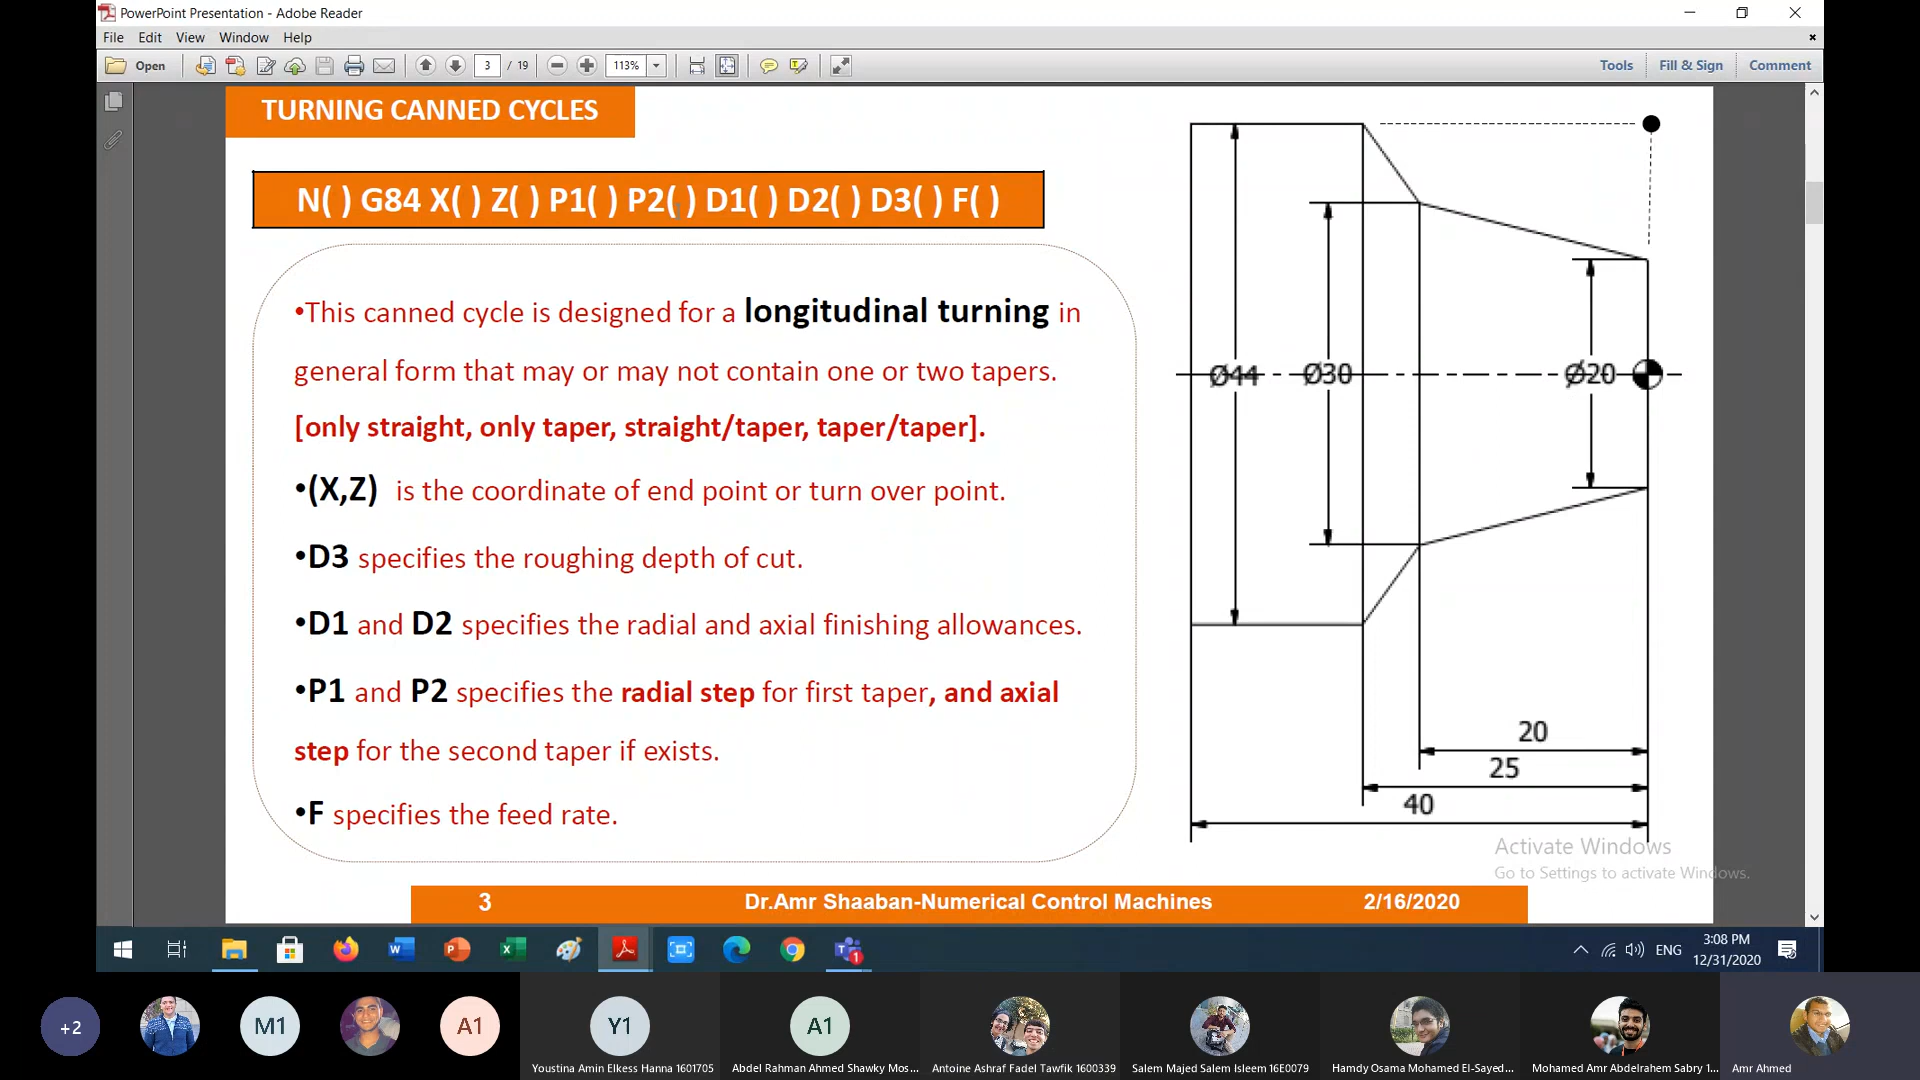 PowerPoint Presentation - Adobe Reader
File Edit View Window Help
Open 3 / 19 113% Tools Fill & Sign Comment
TURNING CANNED CYCLES
N( ) G84 X( ) Z( ) P1( ) P2( ) D1( ) D2( ) D3( ) F( )
•This canned cycle is designed for a longitudinal turning in
general form that may or may not contain one or two tapers.
[only straight, only taper, straight/taper, taper/taper].
•(X,Z) is the coordinate of end point or turn over point.
•D3 specifies the roughing depth of cut.
•D1 and D2 specifies the radial and axial finishing allowances.
•P1 and P2 specifies the radial step for first taper, and axial
step for the second taper if exists.
•F specifies the feed rate.
Ø44 Ø30 Ø20
20
25
40
Activate Windows
Go to Settings to activate Windows.
3 Dr.Amr Shaaban-Numerical Control Machines 2/16/2020
ENG
3:08 PM
12/31/2020
1
+2 M1 A1 Y1 A1
Youstina Amin Elkess Hanna 1601705
Abdel Rahman Ahmed Shawky Mos...
Antoine Ashraf Fadel Tawfik 1600339
Salem Majed Salem Isleem 16E0079
Hamdy Osama Mohamed El-Sayed...
Mohamed Amr Abdelrahem Sabry 1...
Amr Ahmed